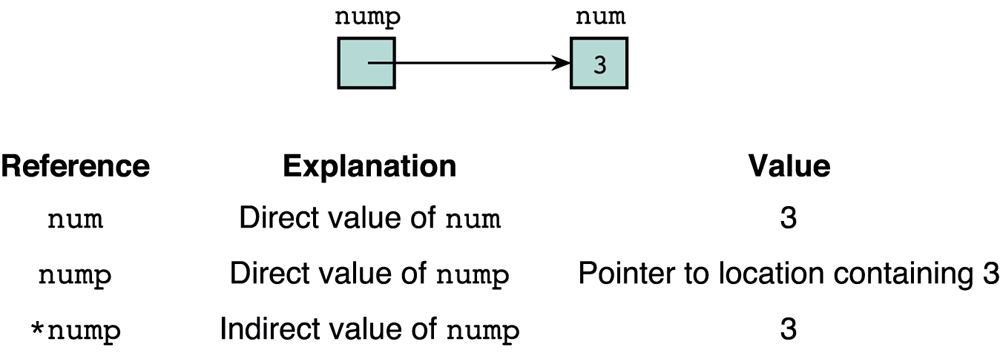 nump num
3
Reference Explanation Value
num Direct value of num 3
nump Direct value of nump Pointer to location containing 3
*nump Indirect value of nump 3